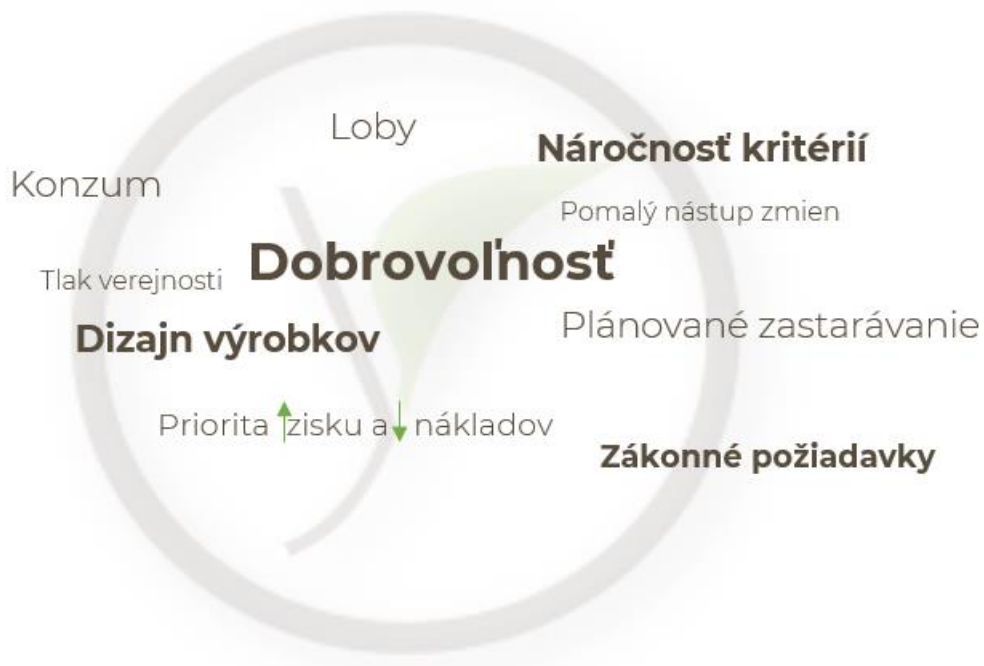 Loby
Náročnosť kritérií
Konzum
Pomalý nástup zmien
Dobrovoľnosť
Tlak verejnosti
Plánované zastarávanie
Dizajn výrobkov
Priorita ↑zisku a↓ nákladov
Zákonné požiadavky